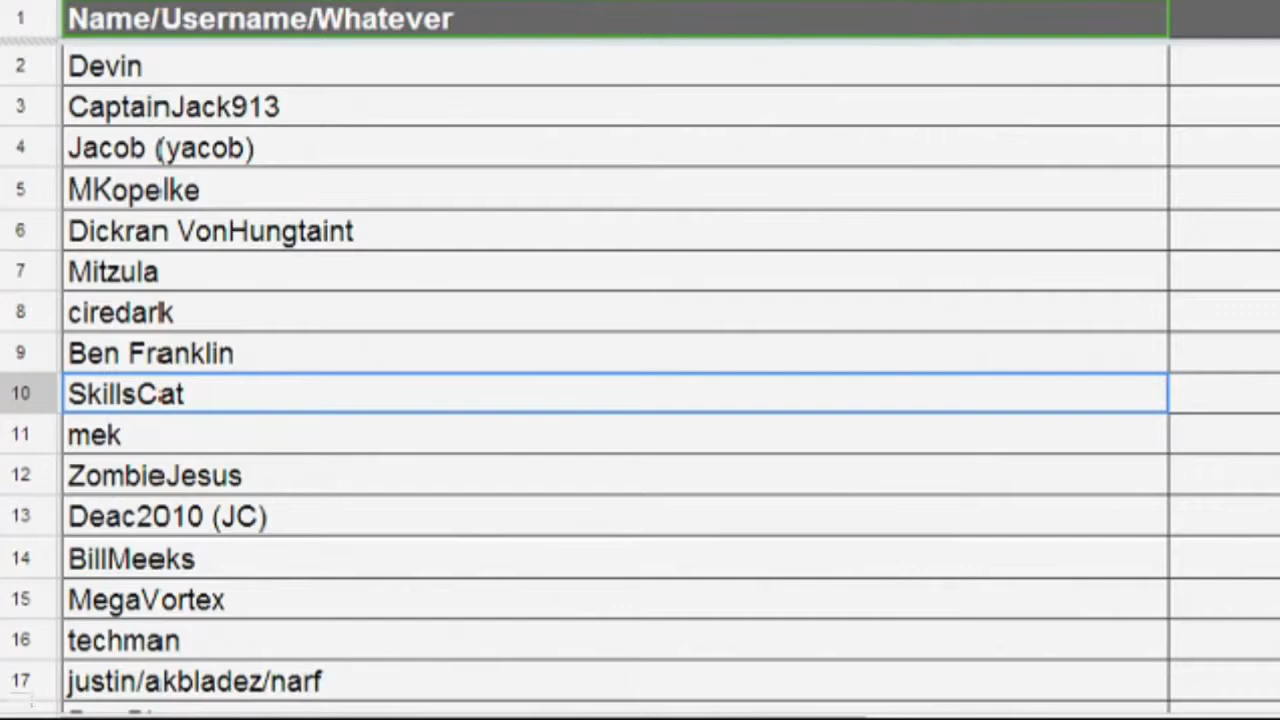 1 Name/Username/Whatever
2 Devin
3 CaptainJack913
4 Jacob (yacob)
5 MKopelke
6 Dickran VonHungtaint
7 Mitzula
8 ciredark
9 Ben Franklin
10 SkillsCat
11 mek
12 ZombieJesus
13 Deac2010 (JC)
14 BillMeeks
15 MegaVortex
16 techman
17 justin/akbladez/narf